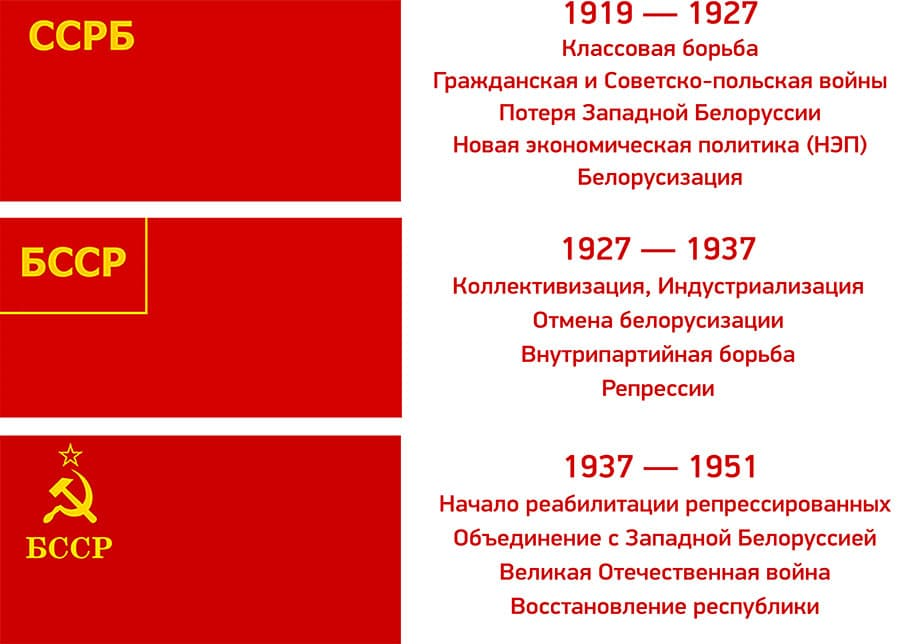 ССРБ
1919 — 1927
Классовая борьба
Гражданская и Советско-польская войны
Потеря Западной Белоруссии
Новая экономическая политика (НЭП)
Белорусизация
БССР
1927 — 1937
Коллективизация, Индустриализация
Отмена белорусизации
Внутрипартийная борьба
Репрессии
БССР
1937 — 1951
Начало реабилитации репрессированных
Объединение с Западной Белоруссией
Великая Отечественная война
Восстановление республики